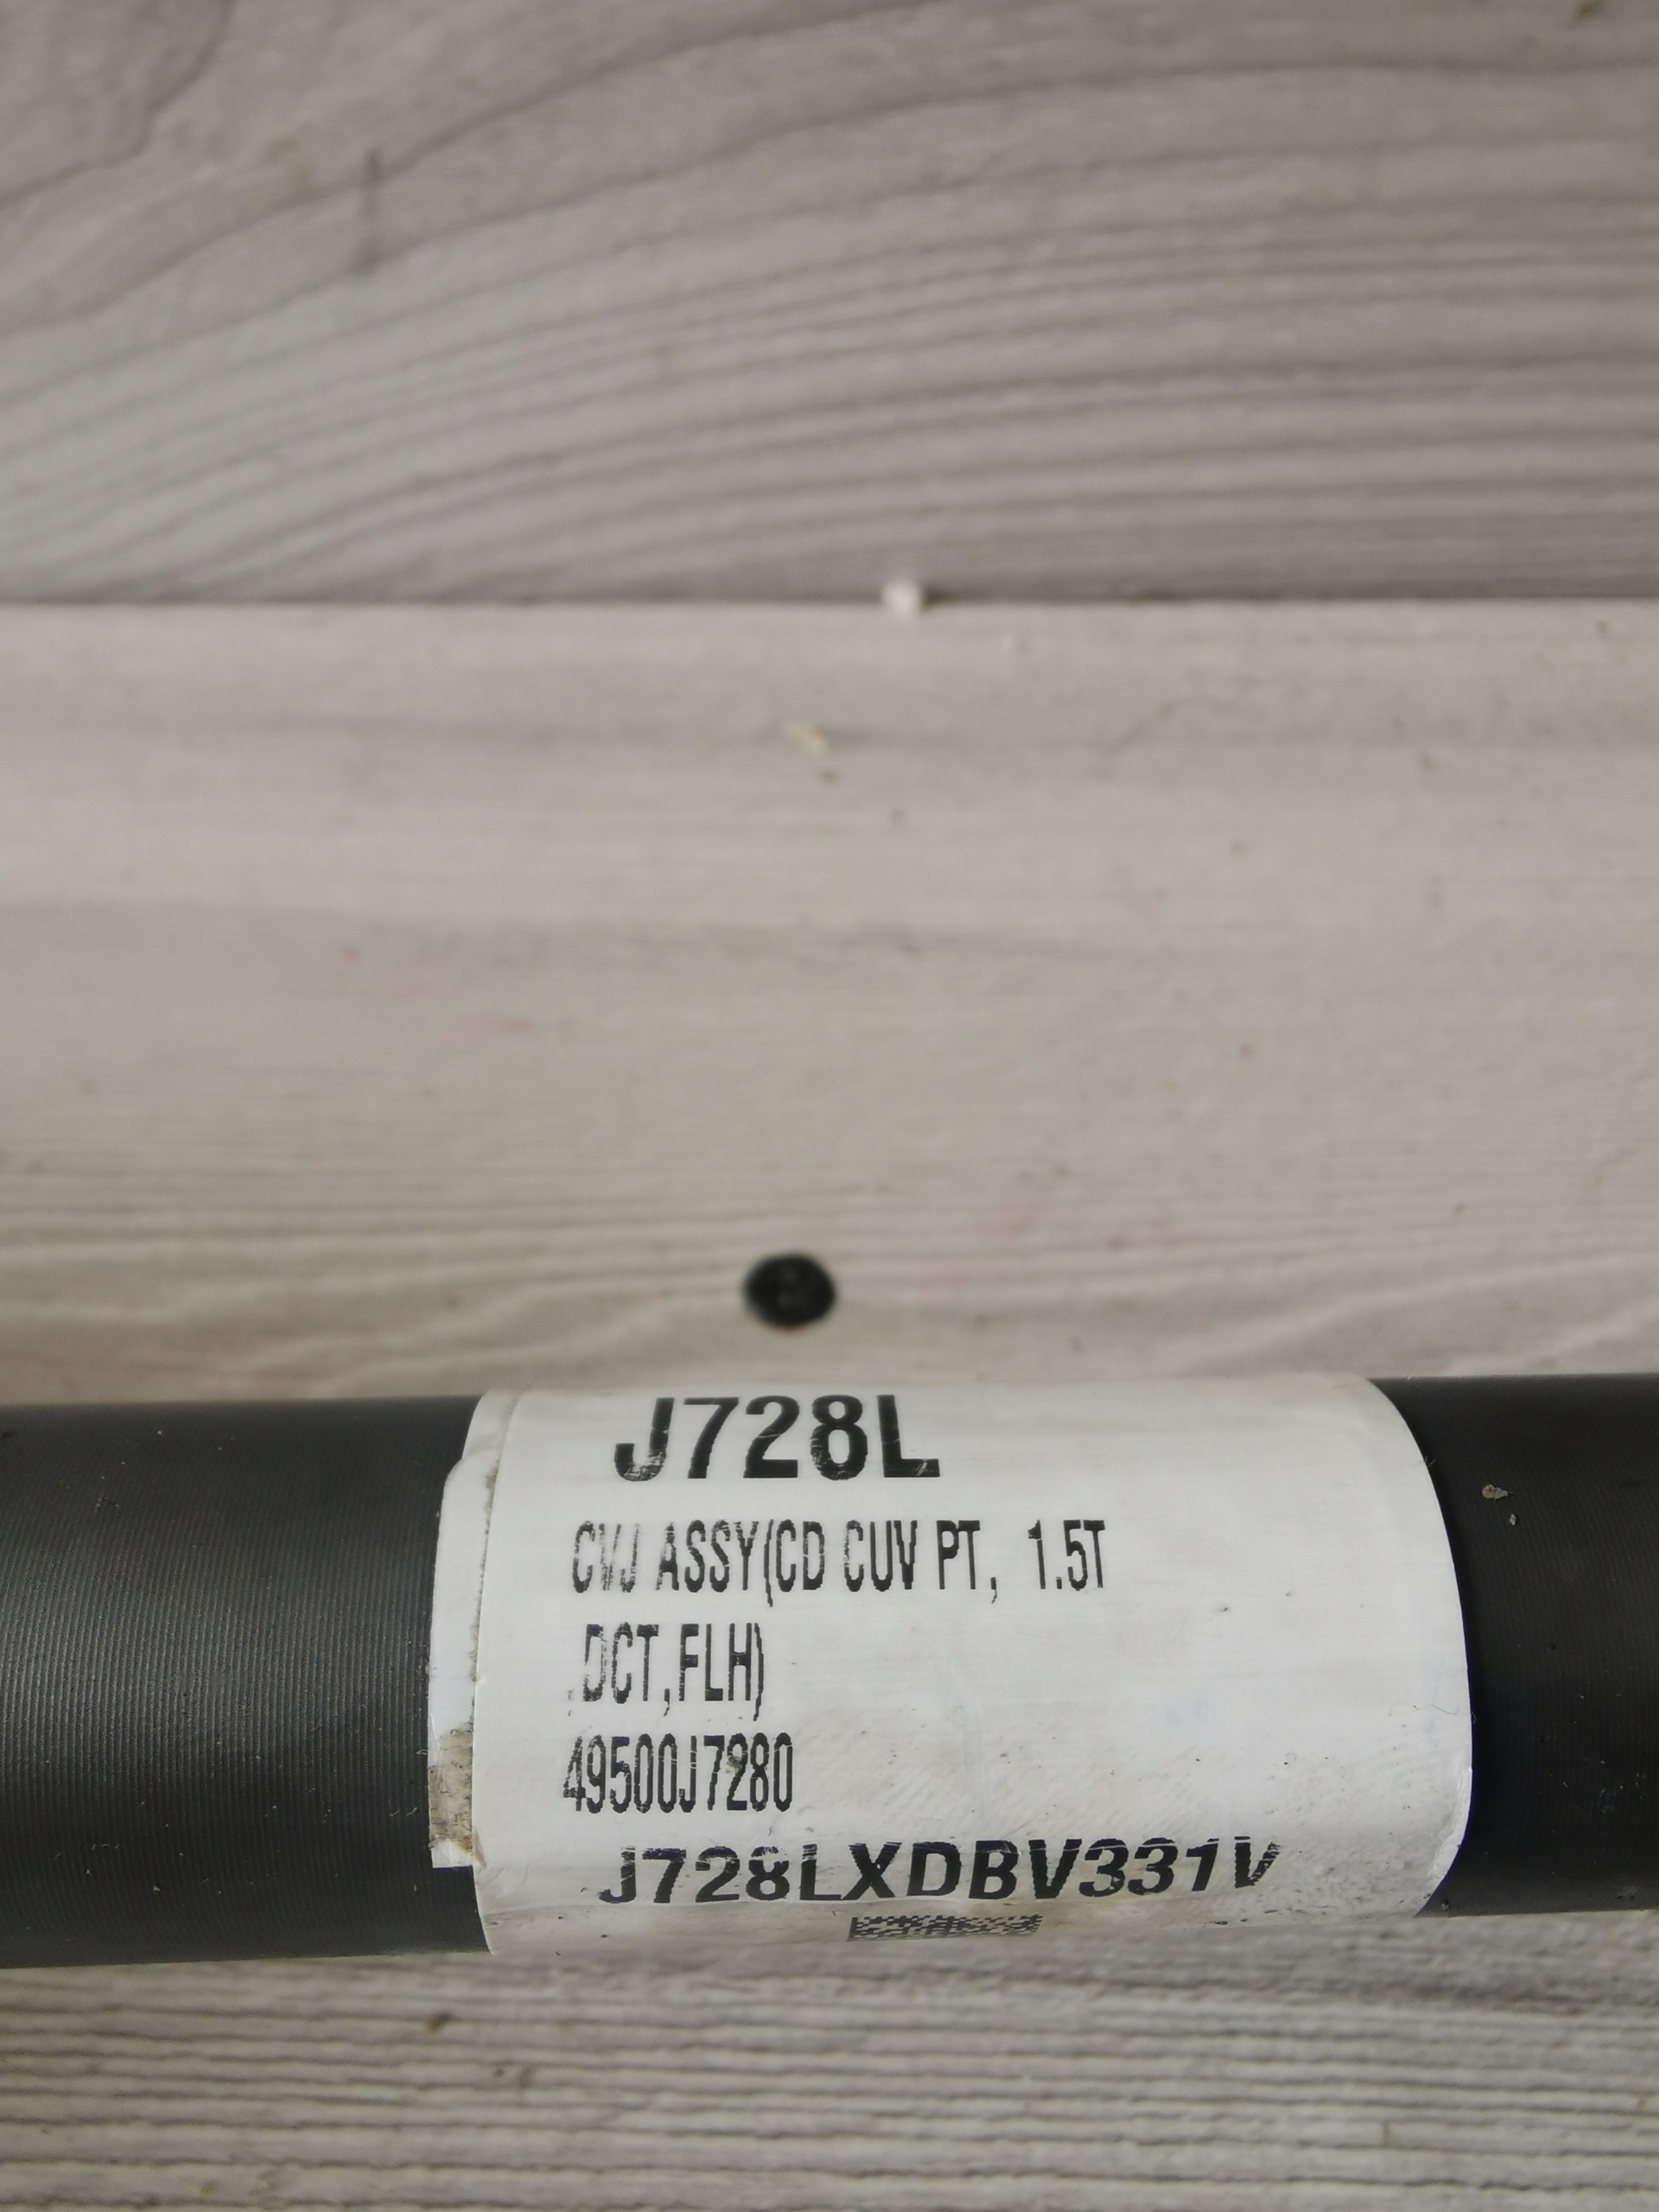 J728L
CVJ ASSY(CD CUV PT, 1.5T
,DCT,FLH)
49500J7280
J728LXDBV331V